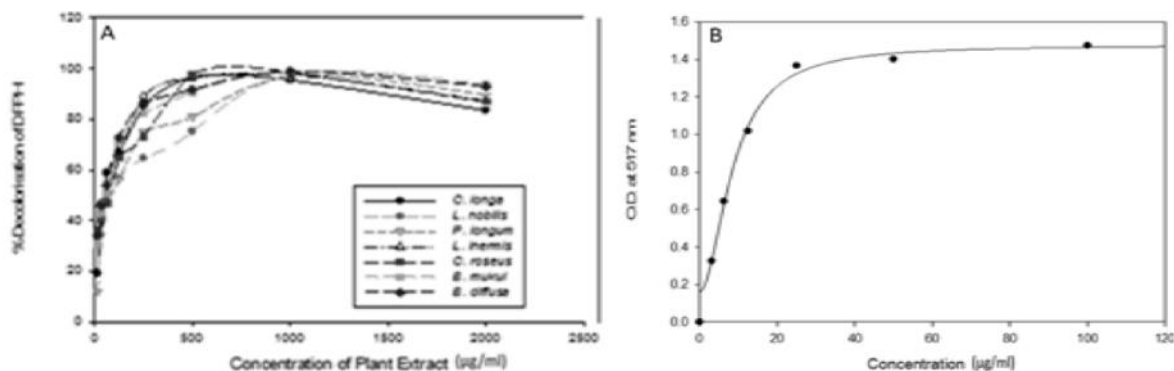 A
120
100
80
60
40
20
0
0 500 1000 1500 2000 2500
% Decolorisation of DPPH
Concentration of Plant Extract (µg/ml)
C. longa
L. nobilis
P. longum
L. inermis
C. roseus
B. mukul
B. diffusa
B
1.6
1.4
1.2
1.0
0.8
0.6
0.4
0.2
0.0
0 20 40 60 80 100 120
O.D at 517 nm
Concentration (µg/ml)